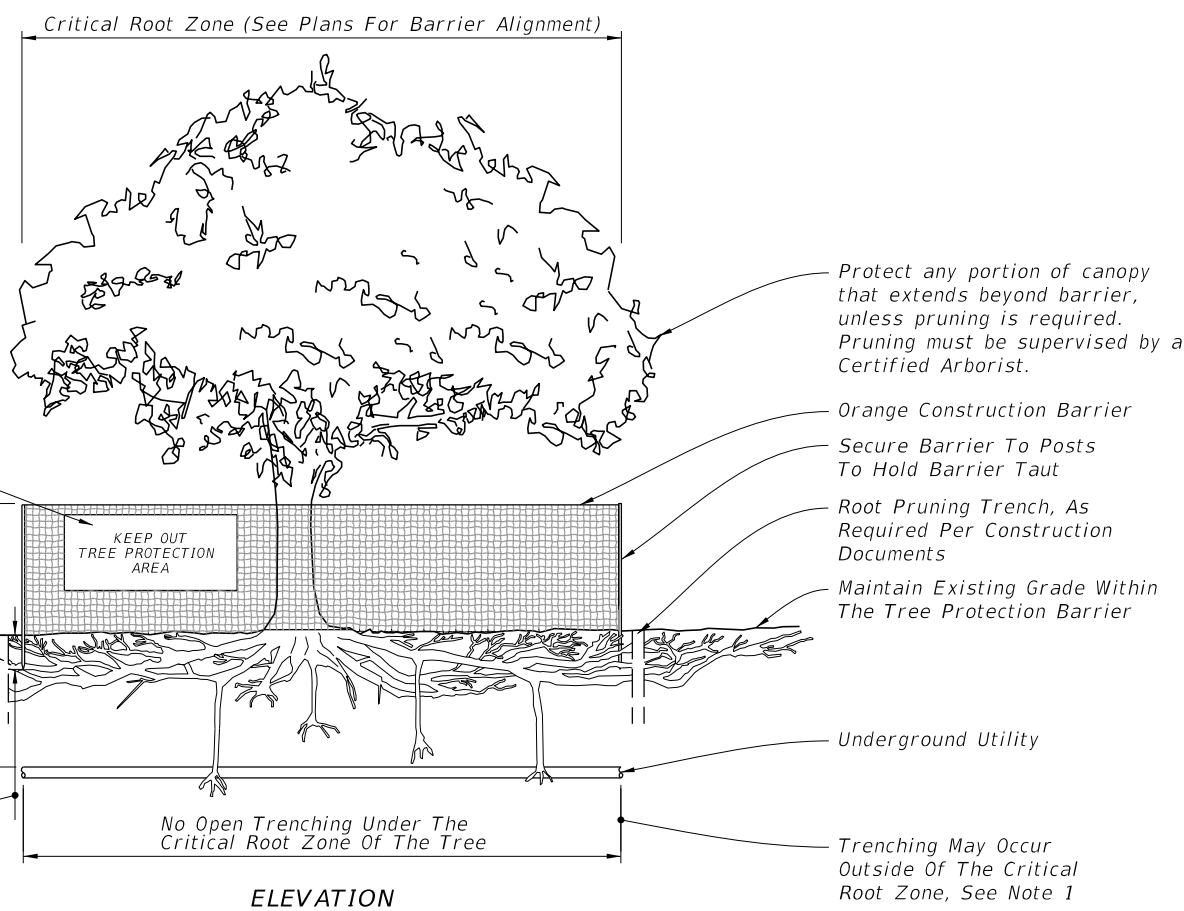 Critical Root Zone (See Plans For Barrier Alignment)
Protect any portion of canopy
that extends beyond barrier,
unless pruning is required.
Pruning must be supervised by a
Certified Arborist.
Orange Construction Barrier
Secure Barrier To Posts
To Hold Barrier Taut
Root Pruning Trench, As
Required Per Construction
Documents
KEEP OUT
TREE PROTECTION
AREA
Maintain Existing Grade Within
The Tree Protection Barrier
Underground Utility
No Open Trenching Under The
Critical Root Zone Of The Tree
Trenching May Occur
Outside Of The Critical
Root Zone, See Note 1
ELEVATION